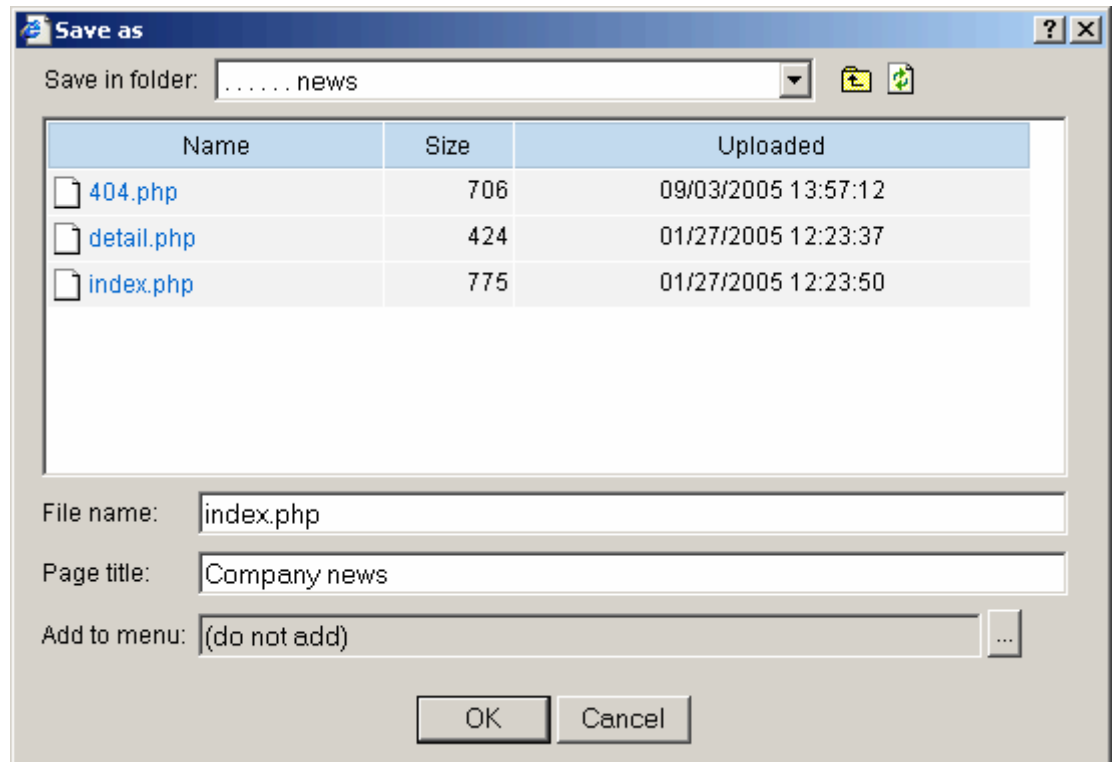 Save as
Save in folder: . . . . . . news
Name Size Uploaded
404.php 706 09/03/2005 13:57:12
detail.php 424 01/27/2005 12:23:37
index.php 775 01/27/2005 12:23:50
File name: index.php
Page title: Company news
Add to menu: (do not add) ...
OK Cancel